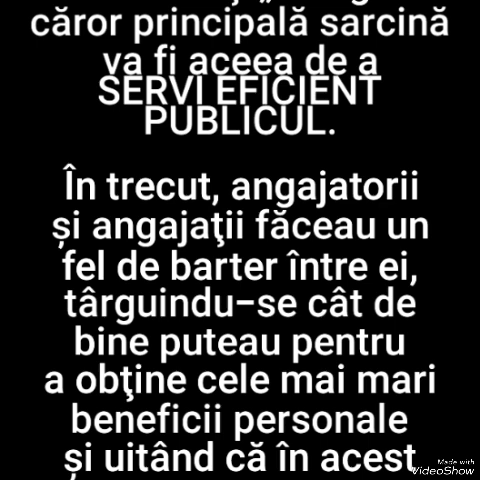 căror principală sarcină
va fi aceea de a
SERVI EFICIENT
PUBLICUL.
În trecut, angajatorii
și angajaţii făceau un
fel de barter între ei,
târguindu-se cât de
bine puteau pentru
a obţine cele mai mari
beneficii personale
și uitând că în acest
Made with
VideoShow